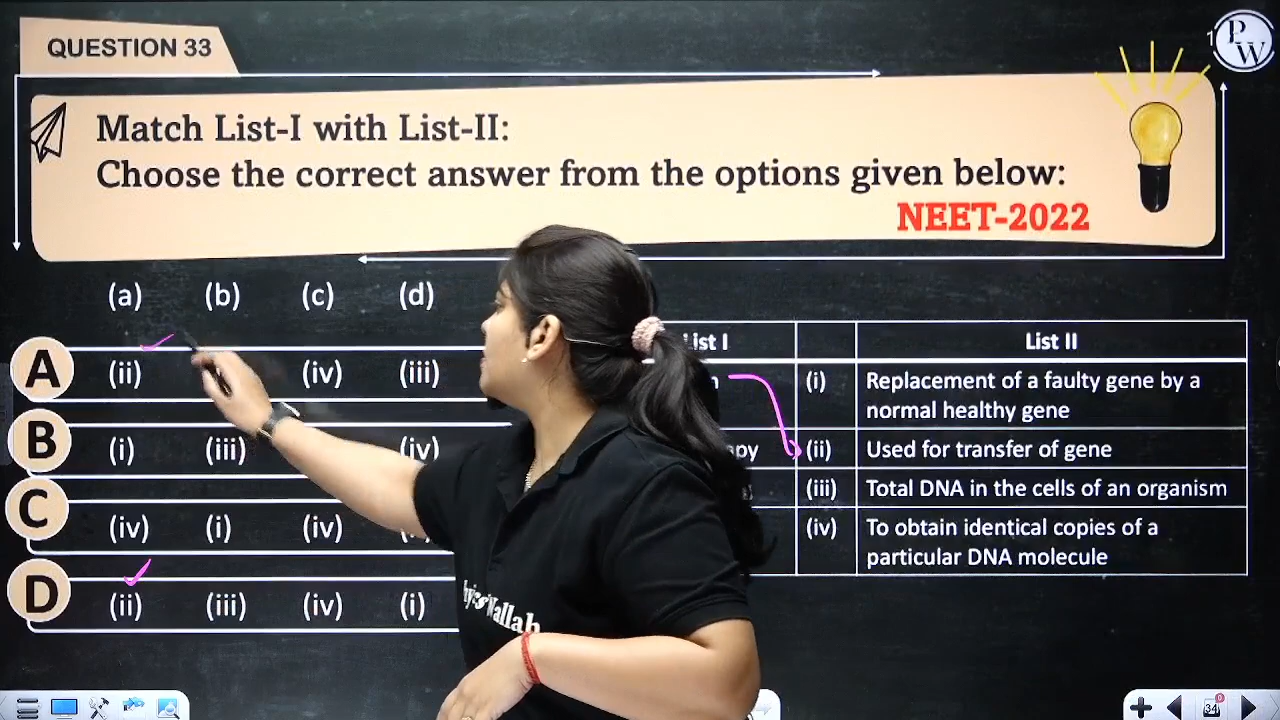 QUESTION 33
PW
Match List-I with List-II:
Choose the correct answer from the options given below:
NEET-2022
(a) (b) (c) (d)
A (ii) (iv) (iii)
B (i) (iii) (iv)
C (iv) (i) (iv)
D (ii) (iii) (iv) (i)
List I List II
(i) Replacement of a faulty gene by a
normal healthy gene
(ii) Used for transfer of gene
(iii) Total DNA in the cells of an organism
(iv) To obtain identical copies of a
particular DNA molecule
Wallah
34